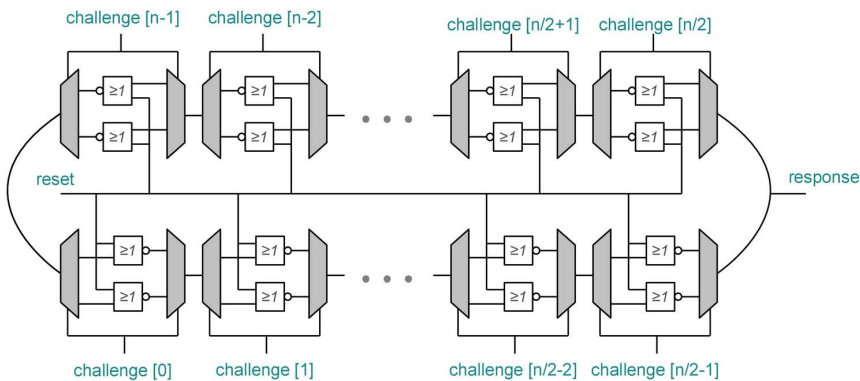 challenge [n-1]
challenge [n-2]
challenge [n/2+1]
challenge [n/2]
≥1
≥1
≥1
≥1
≥1
≥1
≥1
≥1
reset
response
≥1
≥1
≥1
≥1
≥1
≥1
≥1
≥1
challenge [0]
challenge [1]
challenge [n/2-2]
challenge [n/2-1]